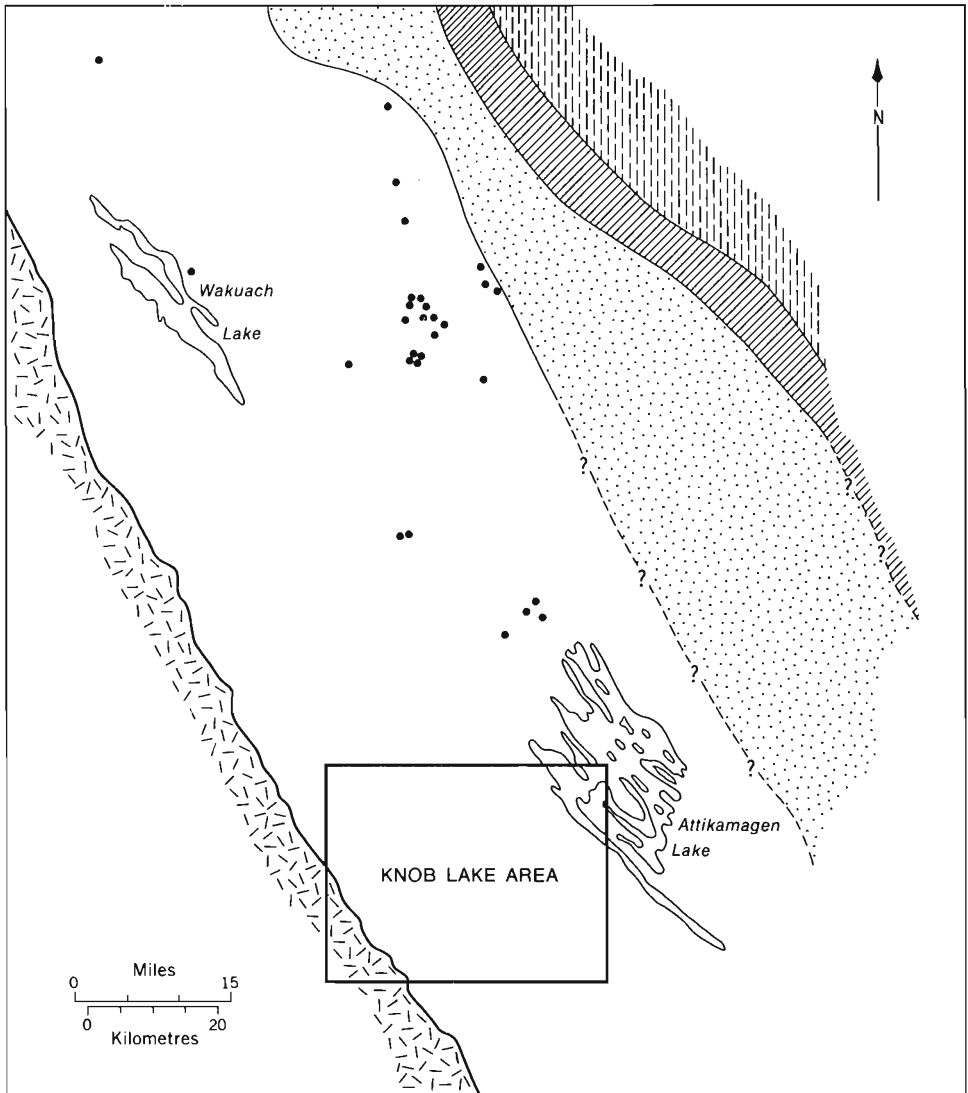 N
Wakuach
Lake
?
?
?
?
?
?
Attikamagen
Lake
KNOB LAKE AREA
Miles
0 15
0 20
Kilometres